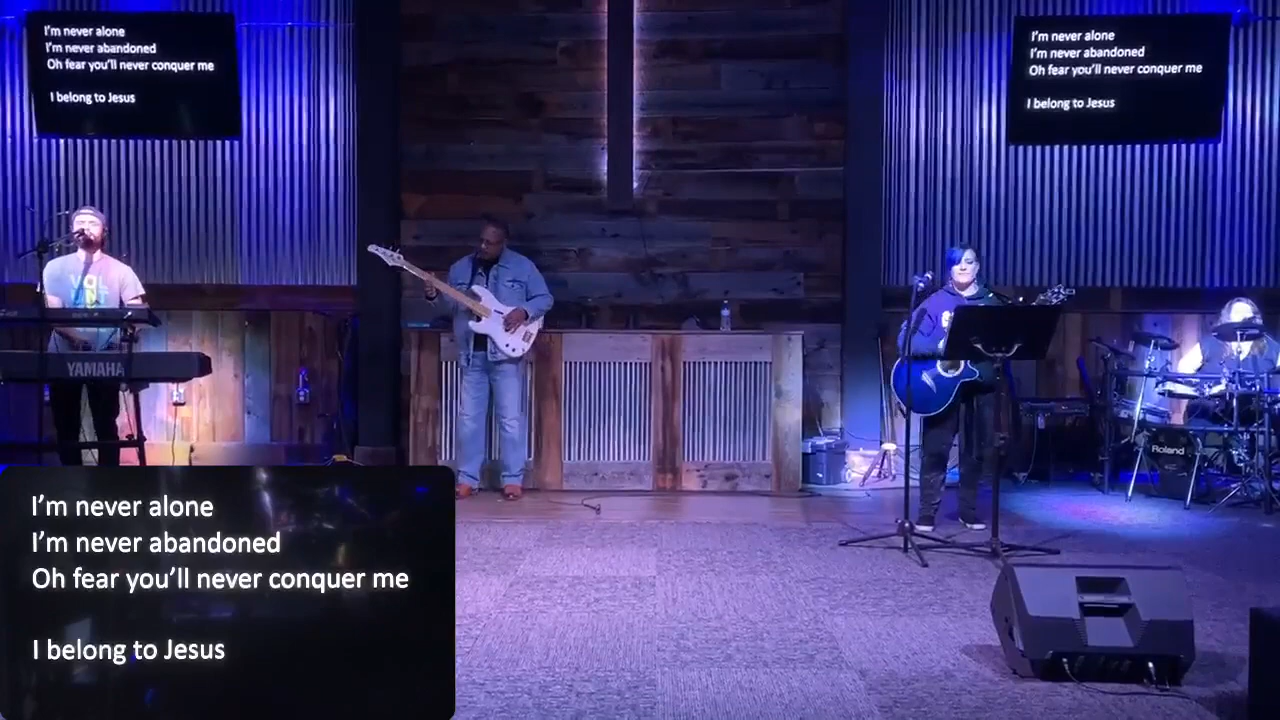 I'm never alone
I'm never abandoned
Oh fear you'll never conquer me
I belong to Jesus
I'm never alone
I'm never abandoned
Oh fear you'll never conquer me
I belong to Jesus
VOL
YAMAHA
Roland
I'm never alone
I'm never abandoned
Oh fear you'll never conquer me
I belong to Jesus